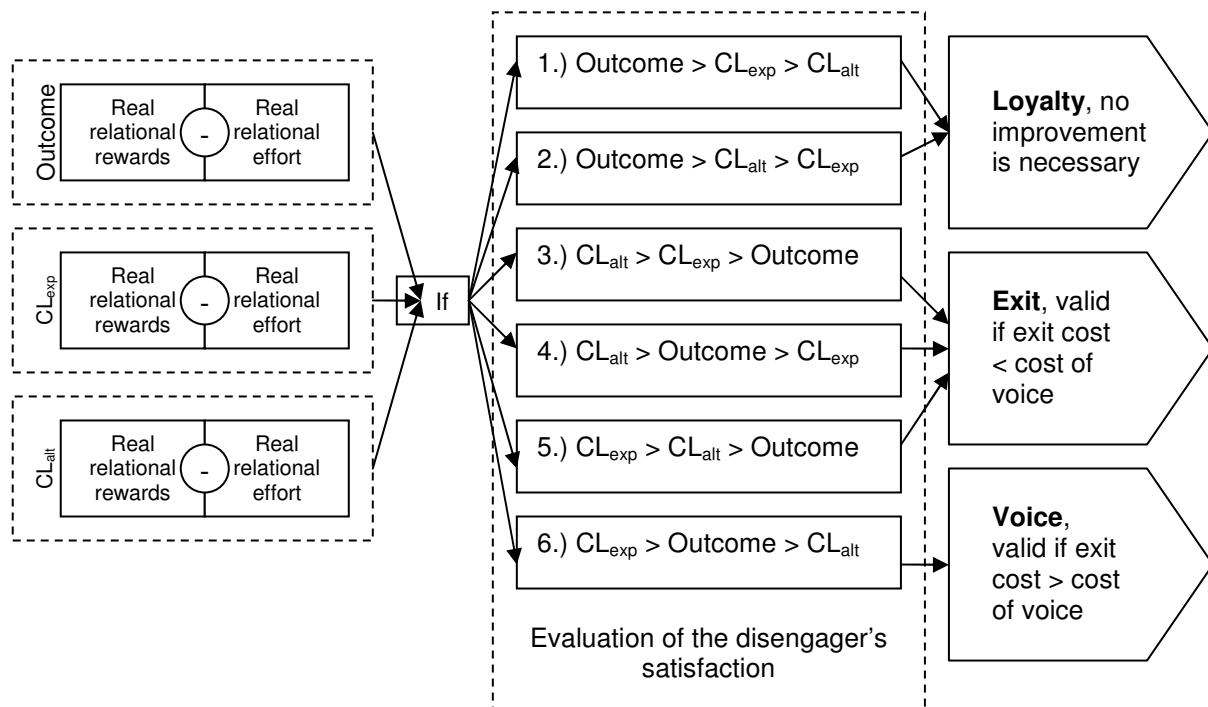 Outcome
Real
relational
rewards
-
Real
relational
effort
CLexp
Real
relational
rewards
-
Real
relational
effort
CLalt
Real
relational
rewards
-
Real
relational
effort
If
1.) Outcome > CLexp > CLalt
2.) Outcome > CLalt > CLexp
3.) CLalt > CLexp > Outcome
4.) CLalt > Outcome > CLexp
5.) CLexp > CLalt > Outcome
6.) CLexp > Outcome > CLalt
Evaluation of the disengager’s
satisfaction
Loyalty, no
improvement
is necessary
Exit, valid
if exit cost
< cost of
voice
Voice,
valid if exit
cost > cost
of voice